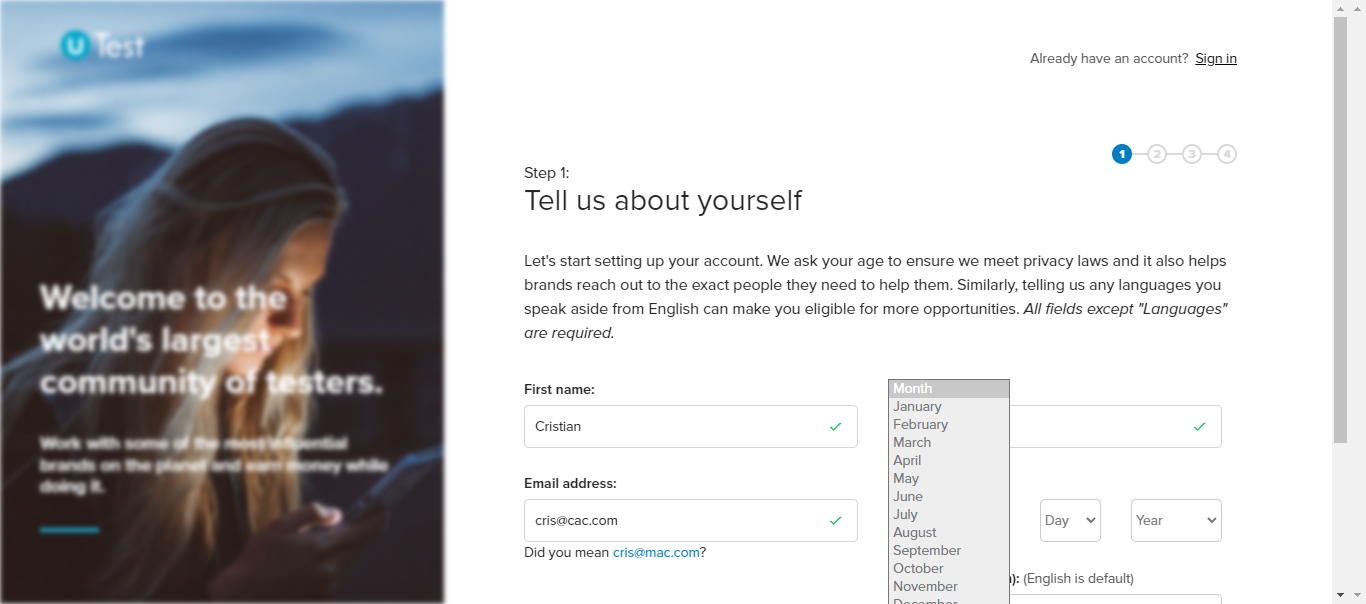 uTest
Welcome to the
world's largest
community of testers.
Work with some of the most influential
brands on the planet and earn money while
doing it.
Already have an account? Sign in
1 2 3 4
Step 1:
Tell us about yourself
Let's start setting up your account. We ask your age to ensure we meet privacy laws and it also helps
brands reach out to the exact people they need to help them. Similarly, telling us any languages you
speak aside from English can make you eligible for more opportunities. All fields except "Languages"
are required.
First name:
Cristian
Email address:
cris@cac.com
Did you mean cris@mac.com?
Month
January
February
March
April
May
June
July
August
September
October
November
December
Day
Year
): (English is default)